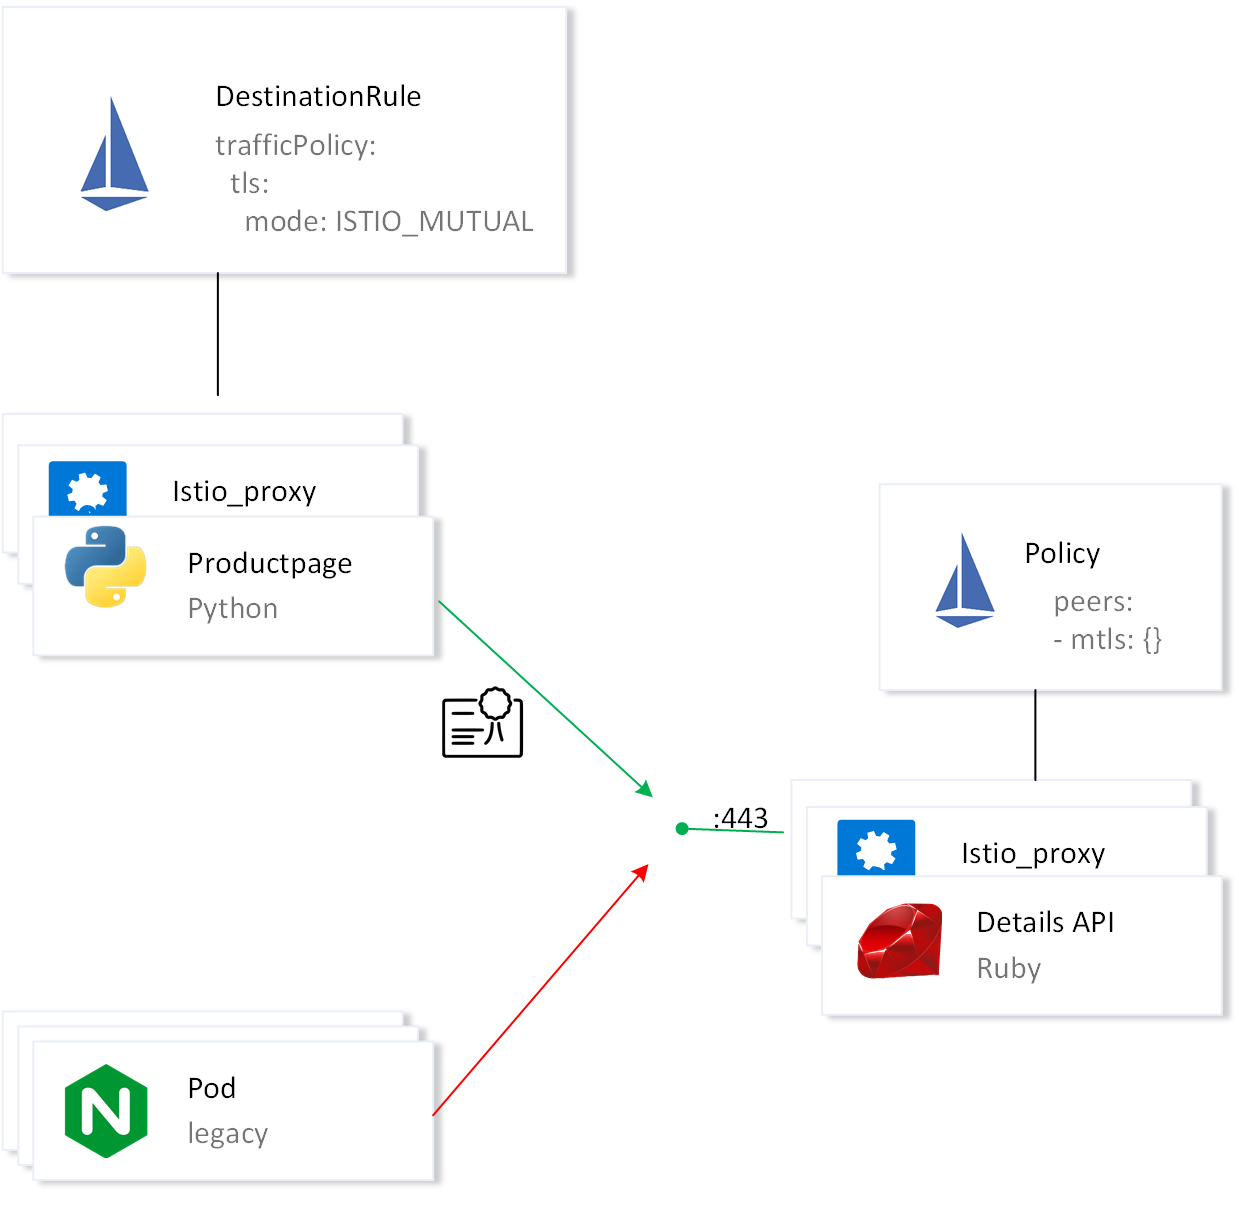 DestinationRule
trafficPolicy:
tls:
mode: ISTIO_MUTUAL
Istio_proxy
Productpage
Python
Policy
peers:
- mtls: {}
:443
Istio_proxy
Details API
Ruby
N
Pod
legacy